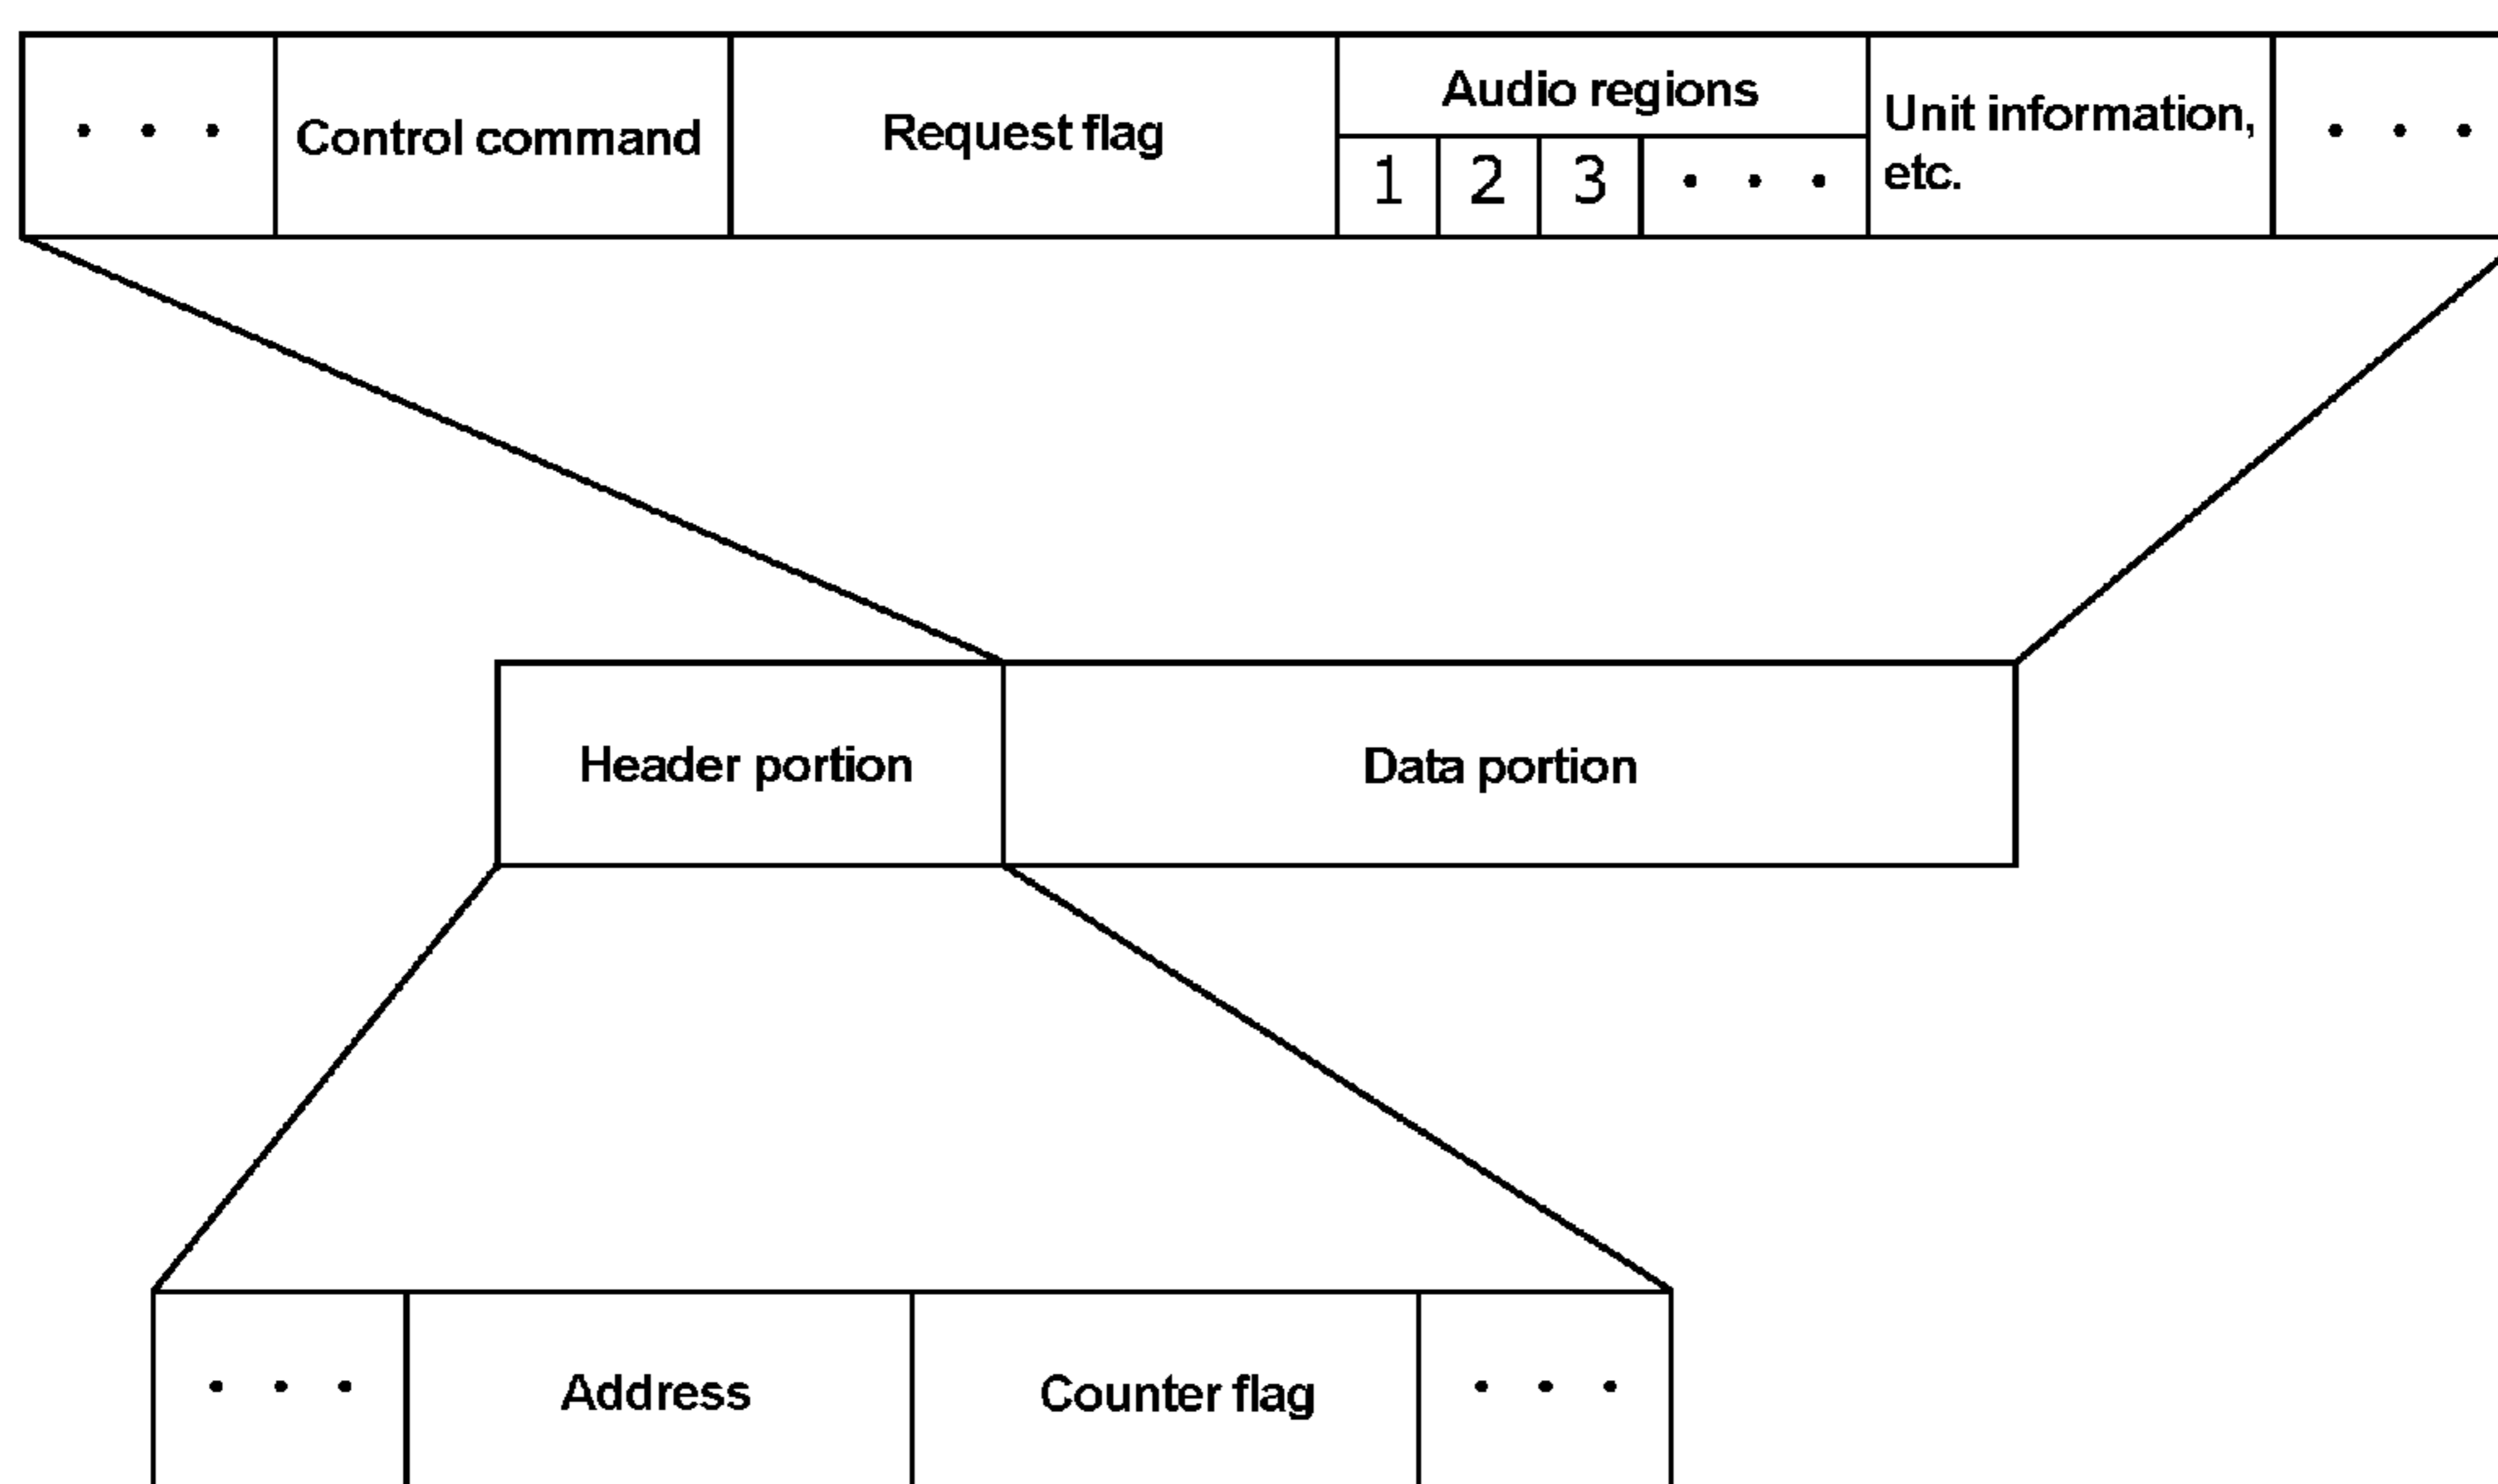 • • •
Control command
Request flag
Audio regions
1 2 3 • • •
Unit information,
etc.
• • •
Header portion
Data portion
• • •
Address
Counter flag
• • •